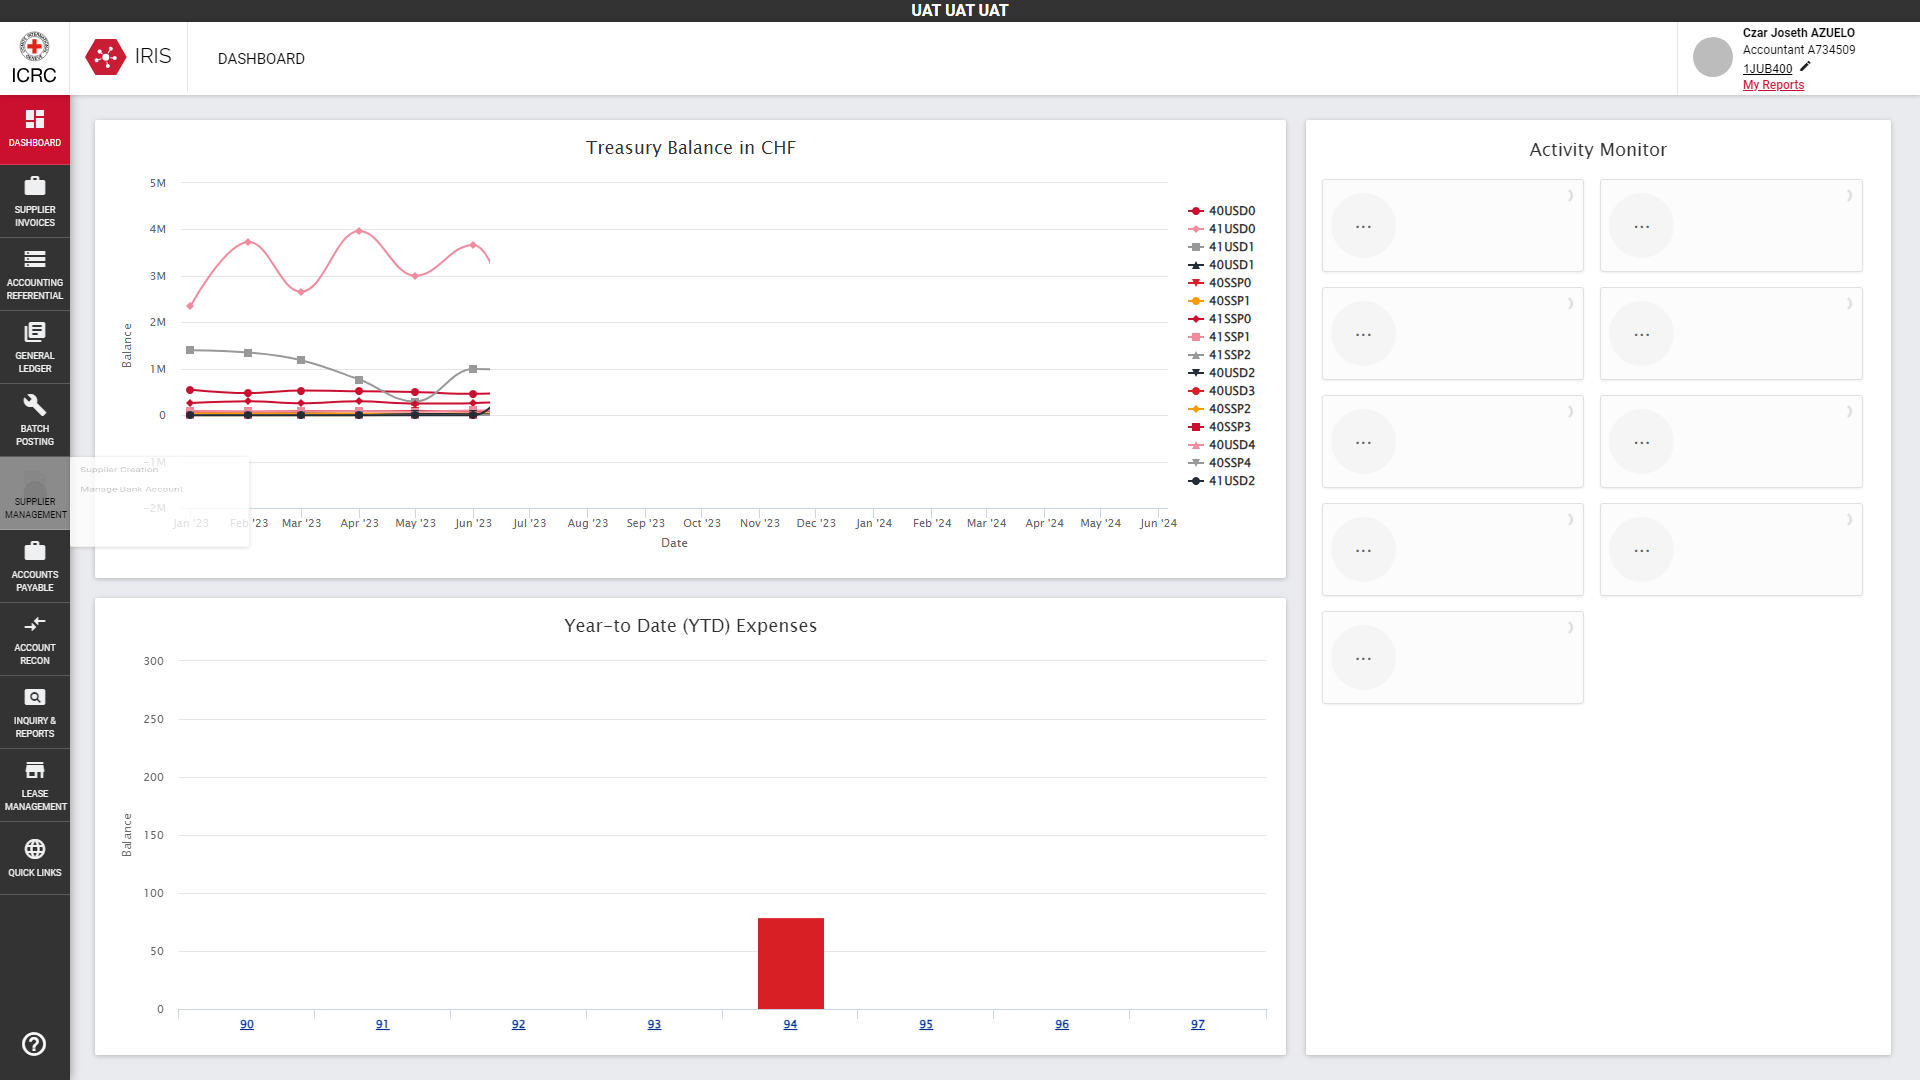 UAT UAT UAT
ICRC
IRIS
DASHBOARD
Czar Joseth AZUELO
Accountant A734509
1JUB400
My Reports
DASHBOARD
SUPPLIER
INVOICES
ACCOUNTING
REFERENTIAL
GENERAL
LEDGER
BATCH
POSTING
SUPPLIER
MANAGEMENT
Supplier Creation
Manage Bank Account
ACCOUNTS
PAYABLE
ACCOUNT
RECON
INQUIRY &
REPORTS
LEASE
MANAGEMENT
QUICK LINKS
Treasury Balance in CHF
Balance
5M
4M
3M
2M
1M
0
-1M
-2M
Jan '23 Feb '23 Mar '23 Apr '23 May '23 Jun '23 Jul '23 Aug '23 Sep '23 Oct '23 Nov '23 Dec '23 Jan '24 Feb '24 Mar '24 Apr '24 May '24 Jun '24
Date
40USD0
41USD0
41USD1
40USD1
40SSP0
40SSP1
41SSP0
41SSP1
41SSP2
40USD2
40USD3
40SSP2
40SSP3
40USD4
40SSP4
41USD2
Year-to Date (YTD) Expenses
Balance
300
250
200
150
100
50
0
90 91 92 93 94 95 96 97
Activity Monitor
... ...
... ...
... ...
... ...
...